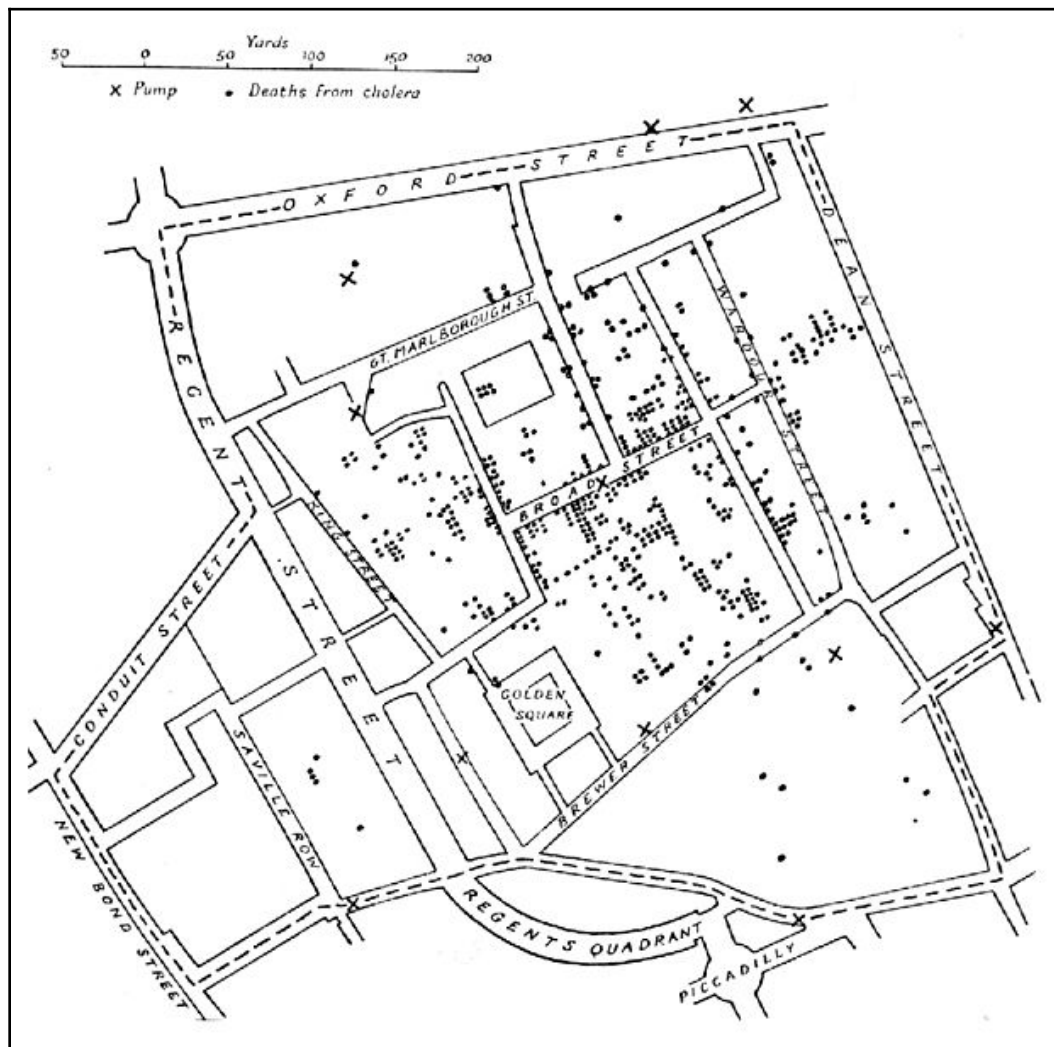 Yards
50 0 50 100 150 200
x Pump • Deaths from cholera
OXFORD STREET
DEAN STREET
REGENT STREET
WARDOUR STREET
GT. MARLBOROUGH ST.
BROAD STREET
KING STREET
CONDUIT STREET
GOLDEN
SQUARE
SAVILLE ROW
BREWER STREET
NEW BOND STREET
REGENTS QUADRANT
PICCADILLY